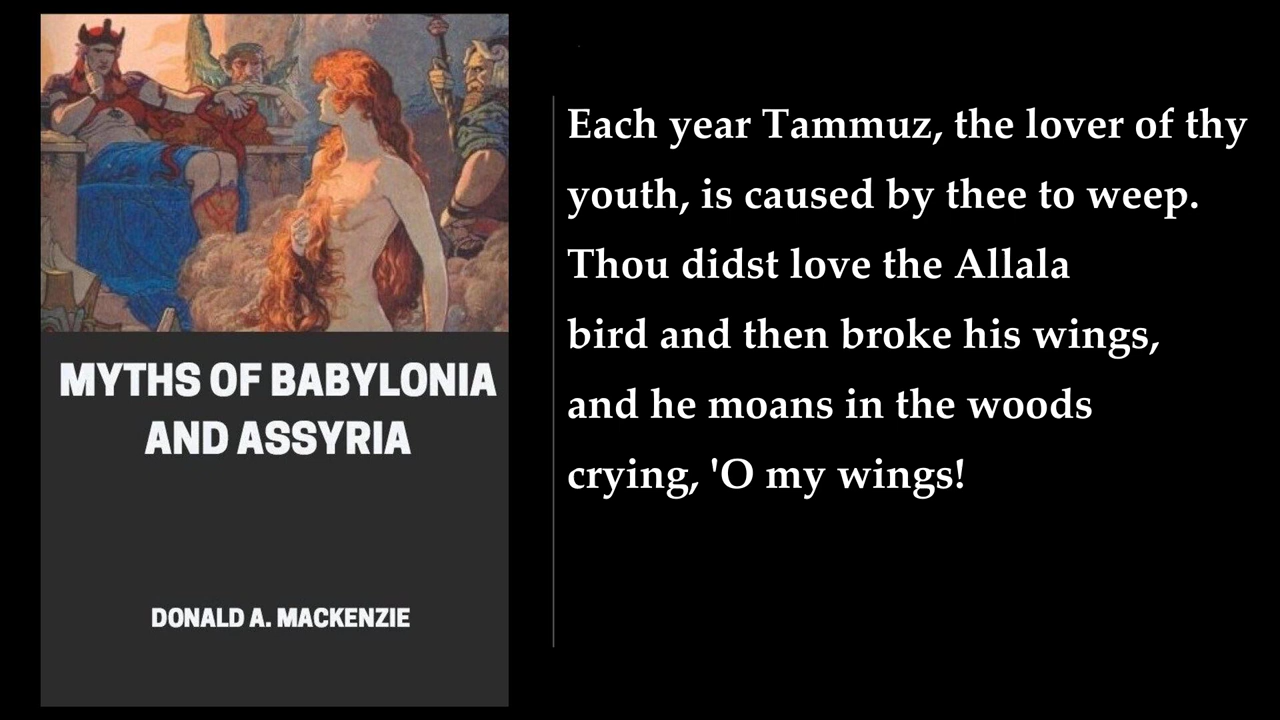 MYTHS OF BABYLONIA
AND ASSYRIA
DONALD A. MACKENZIE
Each year Tammuz, the lover of thy
youth, is caused by thee to weep.
Thou didst love the Allala
bird and then broke his wings,
and he moans in the woods
crying, 'O my wings!